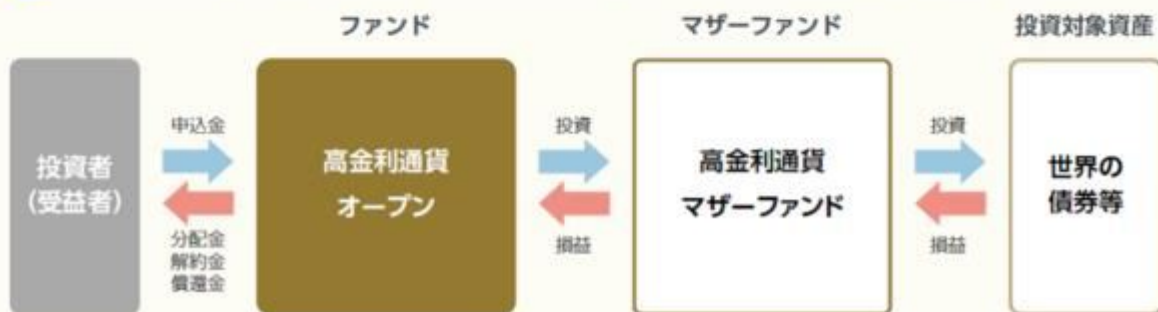 ファンド
マザーファンド
投資対象資産
投資者
(受益者)
申込金
分配金
解約金
償還金
高金利通貨
オープン
投資
損益
高金利通貨
マザーファンド
投資
損益
世界の
債券等